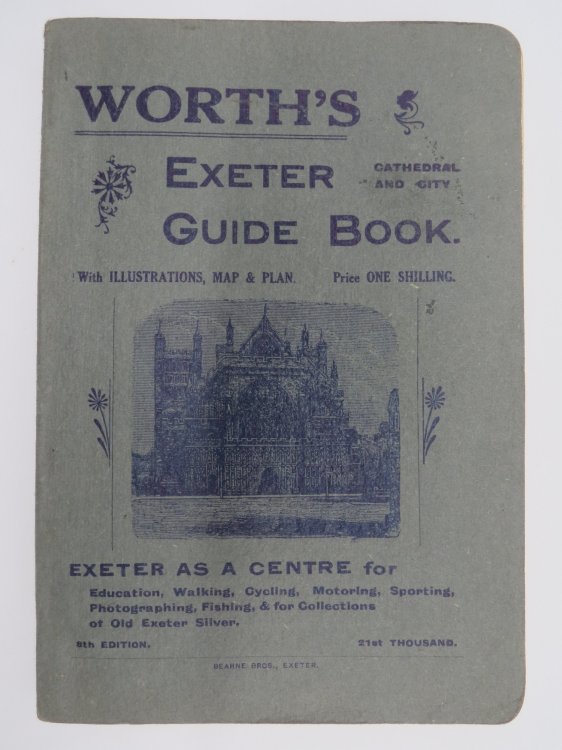 WORTH'S
EXETER CATHEDRAL AND CITY
GUIDE BOOK.
With ILLUSTRATIONS, MAP & PLAN. Price ONE SHILLING.
EXETER AS A CENTRE for
Education, Walking, Cycling, Motoring, Sporting,
Photographing, Fishing, & for Collections
of Old Exeter Silver.
8th EDITION. 21st THOUSAND.
BEARNE BROS., EXETER.